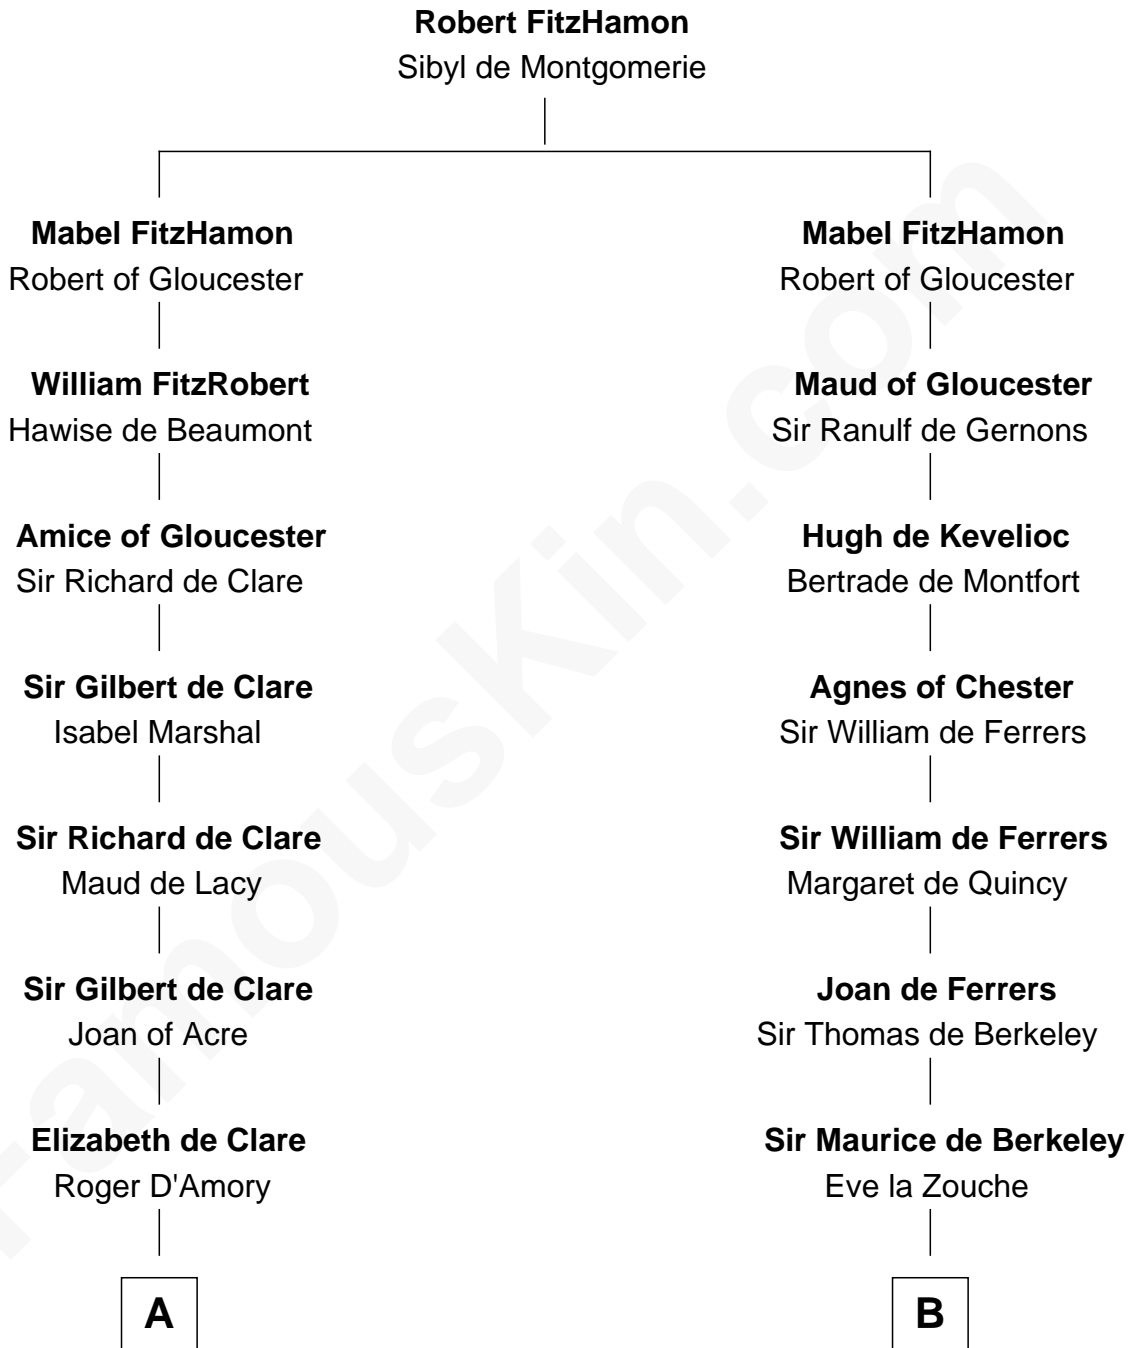 Robert FitzHamon
Sibyl de Montgomerie
Mabel FitzHamon
Robert of Gloucester
William FitzRobert
Hawise de Beaumont
Amice of Gloucester
Sir Richard de Clare
Sir Gilbert de Clare
Isabel Marshal
Sir Richard de Clare
Maud de Lacy
Sir Gilbert de Clare
Joan of Acre
Elizabeth de Clare
Roger D'Amory
A
Mabel FitzHamon
Robert of Gloucester
Maud of Gloucester
Sir Ranulf de Gernons
Hugh de Kevelioc
Bertrade de Montfort
Agnes of Chester
Sir William de Ferrers
Sir William de Ferrers
Margaret de Quincy
Joan de Ferrers
Sir Thomas de Berkeley
Sir Maurice de Berkeley
Eve la Zouche
B
FamousKin.com